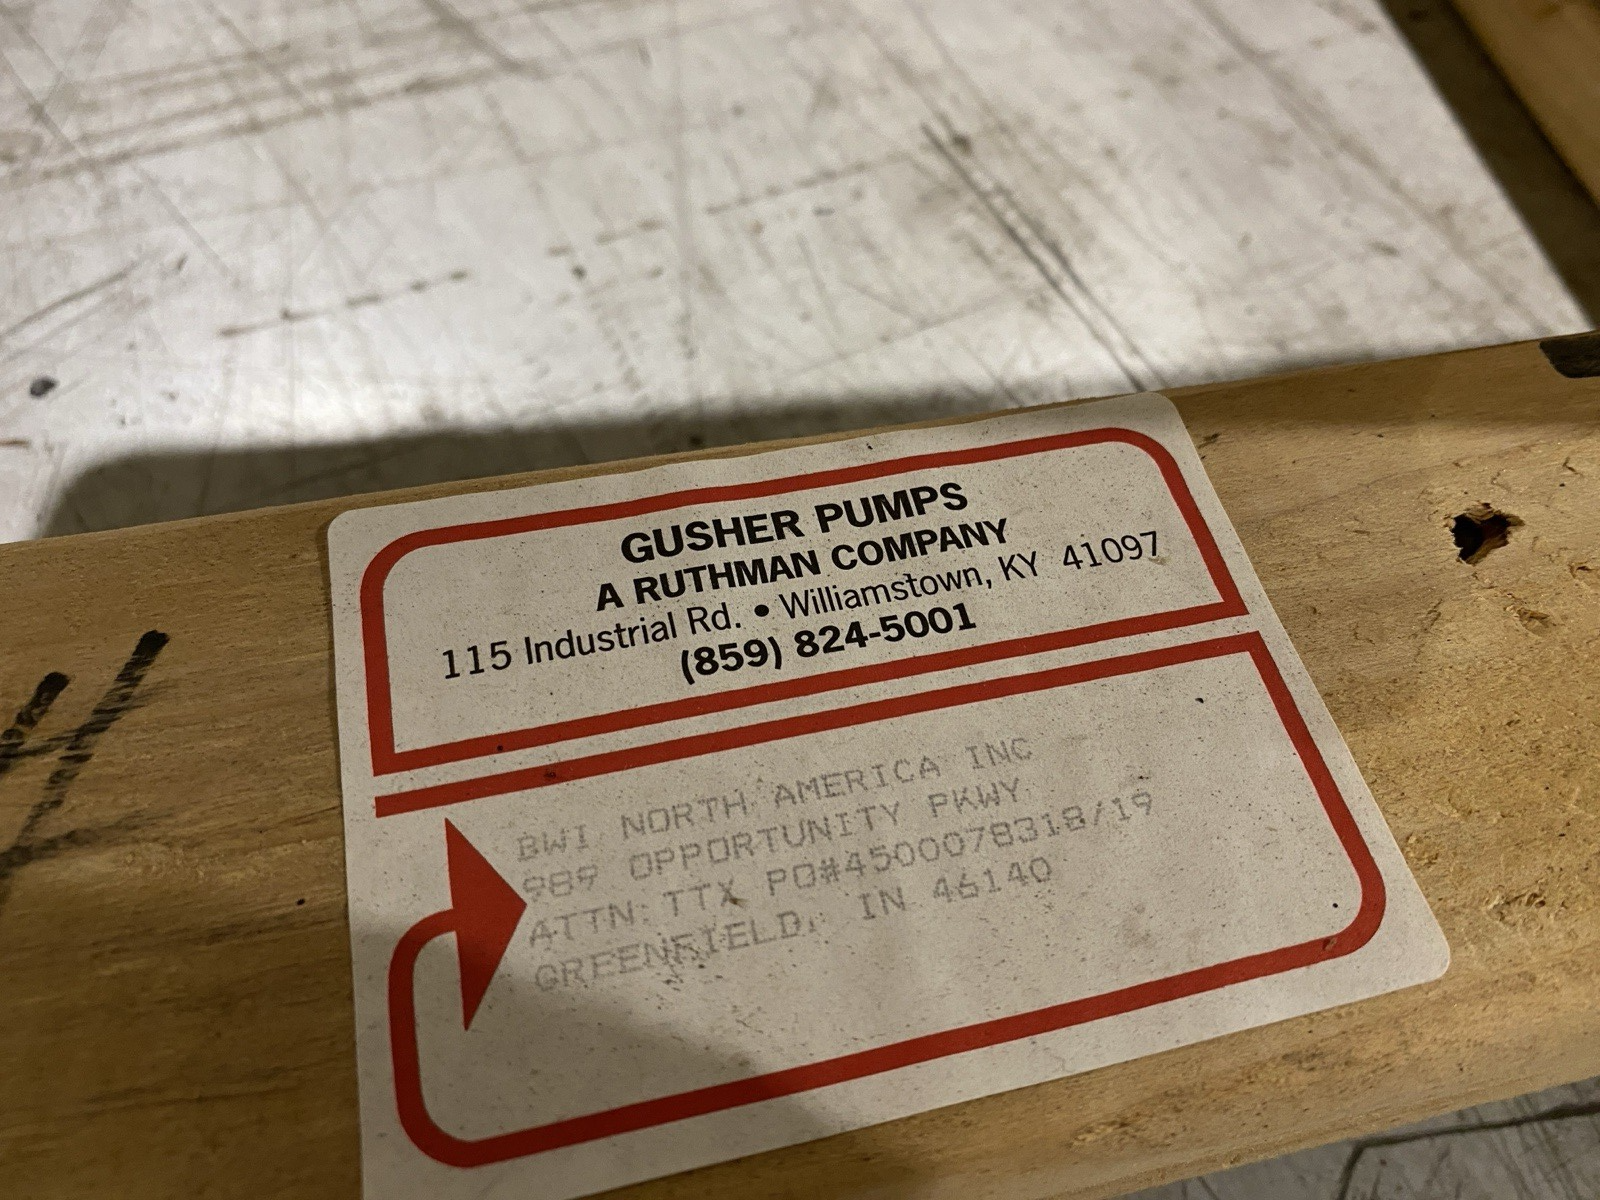 GUSHER PUMPS
A RUTHMAN COMPANY
115 Industrial Rd. • Williamstown, KY 41097
(859) 824-5001
BWI NORTH AMERICA INC
989 OPPORTUNITY PKWY
ATTN: TTX PO#4500078318/19
GREENFIELD, IN 46140